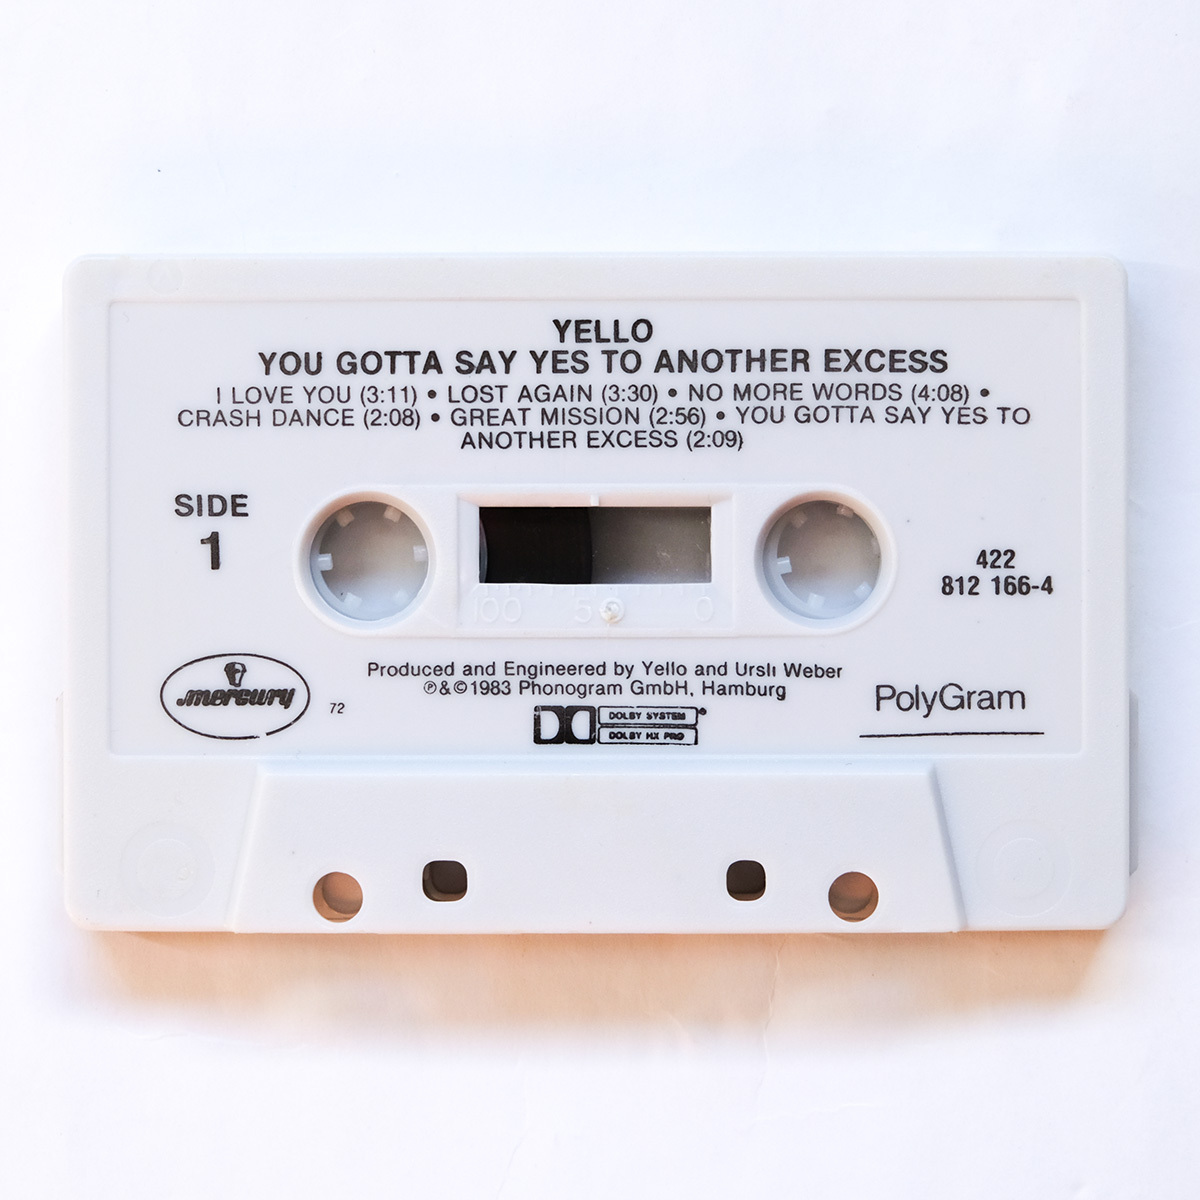 YELLO
YOU GOTTA SAY YES TO ANOTHER EXCESS
I LOVE YOU (3:11) • LOST AGAIN (3:30) • NO MORE WORDS (4:08) •
CRASH DANCE (2:08) • GREAT MISSION (2:56) • YOU GOTTA SAY YES TO
ANOTHER EXCESS (2:09)
SIDE
1
422
812 166-4
100 5 0
Produced and Engineered by Yello and Ursli Weber
℗&©1983 Phonogram GmbH, Hamburg
mercury
72
DOLBY SYSTEM
DOLBY HX PRO
PolyGram